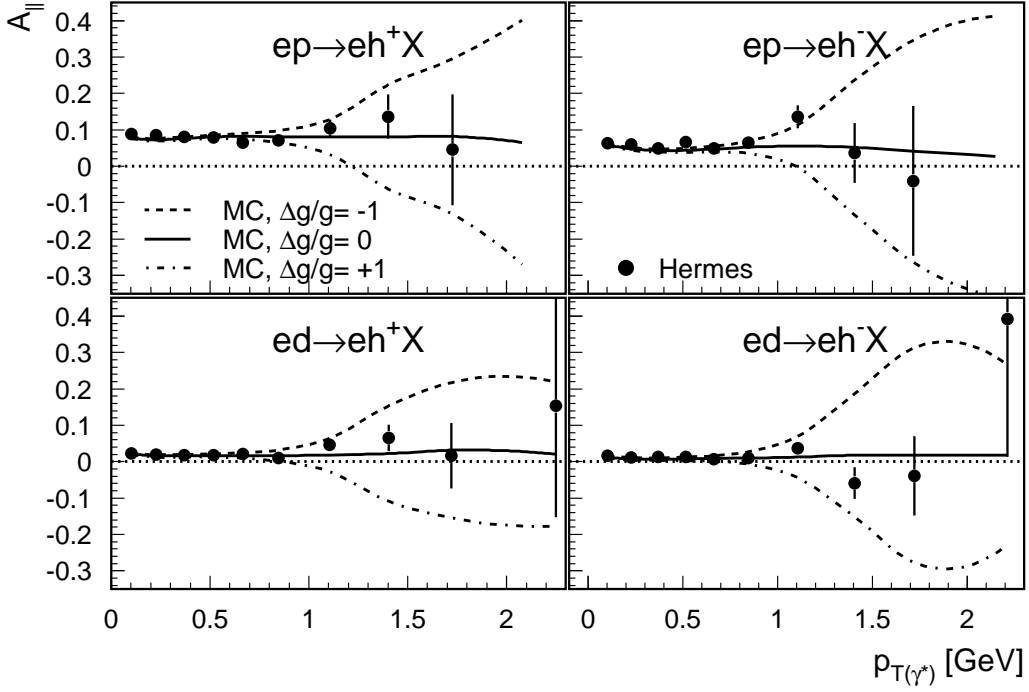 A||
ep→eh⁺X
ep→eh⁻X
0.4
0.3
0.2
0.1
0
-0.1
-0.2
-0.3
MC, Δg/g= -1
MC, Δg/g= 0
MC, Δg/g= +1
Hermes
ed→eh⁺X
ed→eh⁻X
0.4
0.3
0.2
0.1
0
-0.1
-0.2
-0.3
0 0.5 1 1.5 2
0 0.5 1 1.5 2
pT(γ*) [GeV]